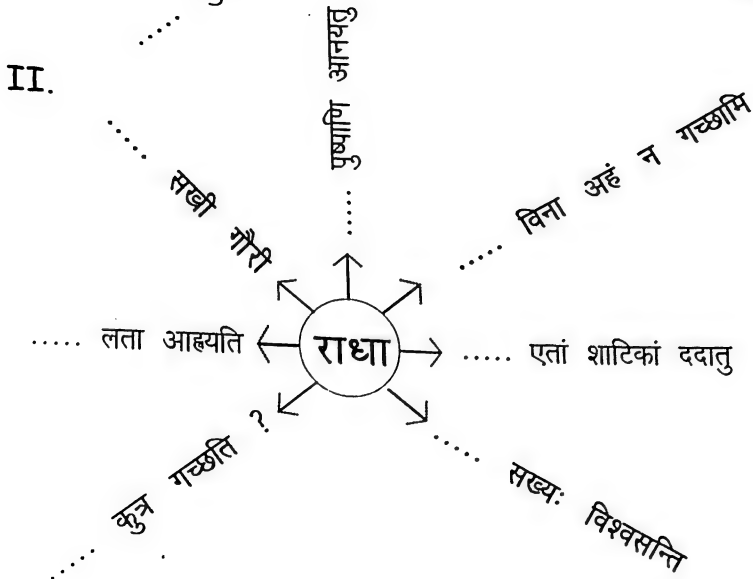 II.
..... पुष्पाणि आनयतु
..... विना अहं न गच्छामि
..... सखी गौरी
..... लता आह्वयति
राधा
..... एतां शाटिकां ददातु
..... कुत्र गच्छति ?
..... सख्यः विश्वसन्ति